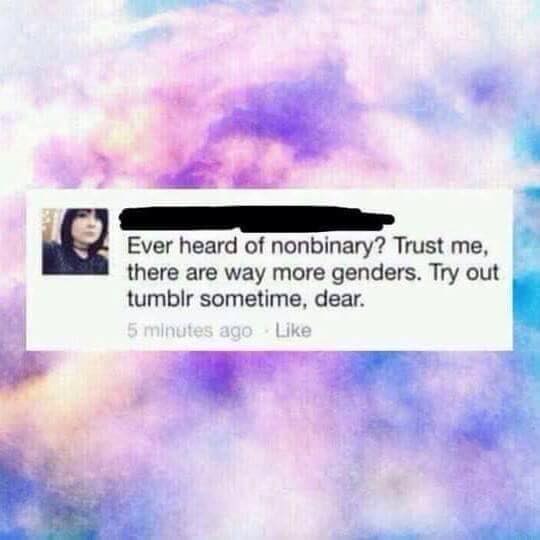 Ever heard of nonbinary? Trust me,
there are way more genders. Try out
tumblr sometime, dear.
5 minutes ago · Like